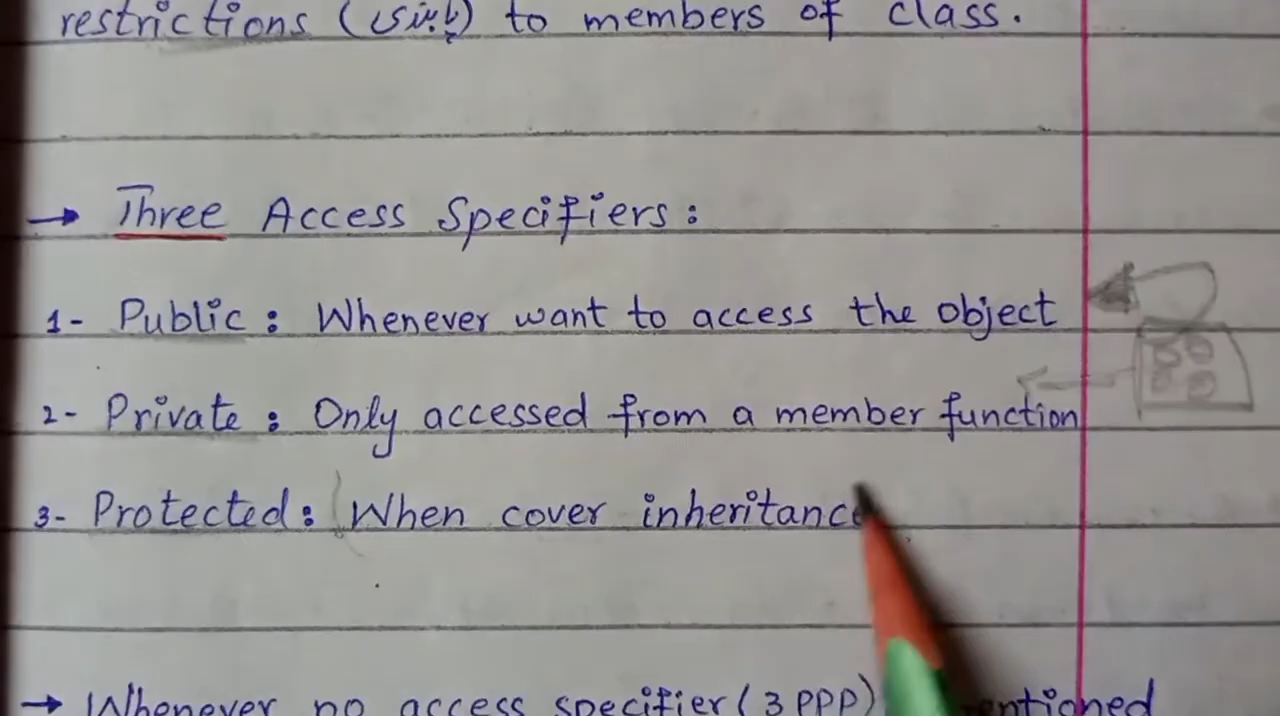 restrictions (پابندی) to members of class.
→ Three Access Specifiers:
1- Public: Whenever want to access the object
2- Private: Only accessed from a member function
3- Protected: When cover inheritance
→ Whenever no access specifier (3 PPP) mentioned